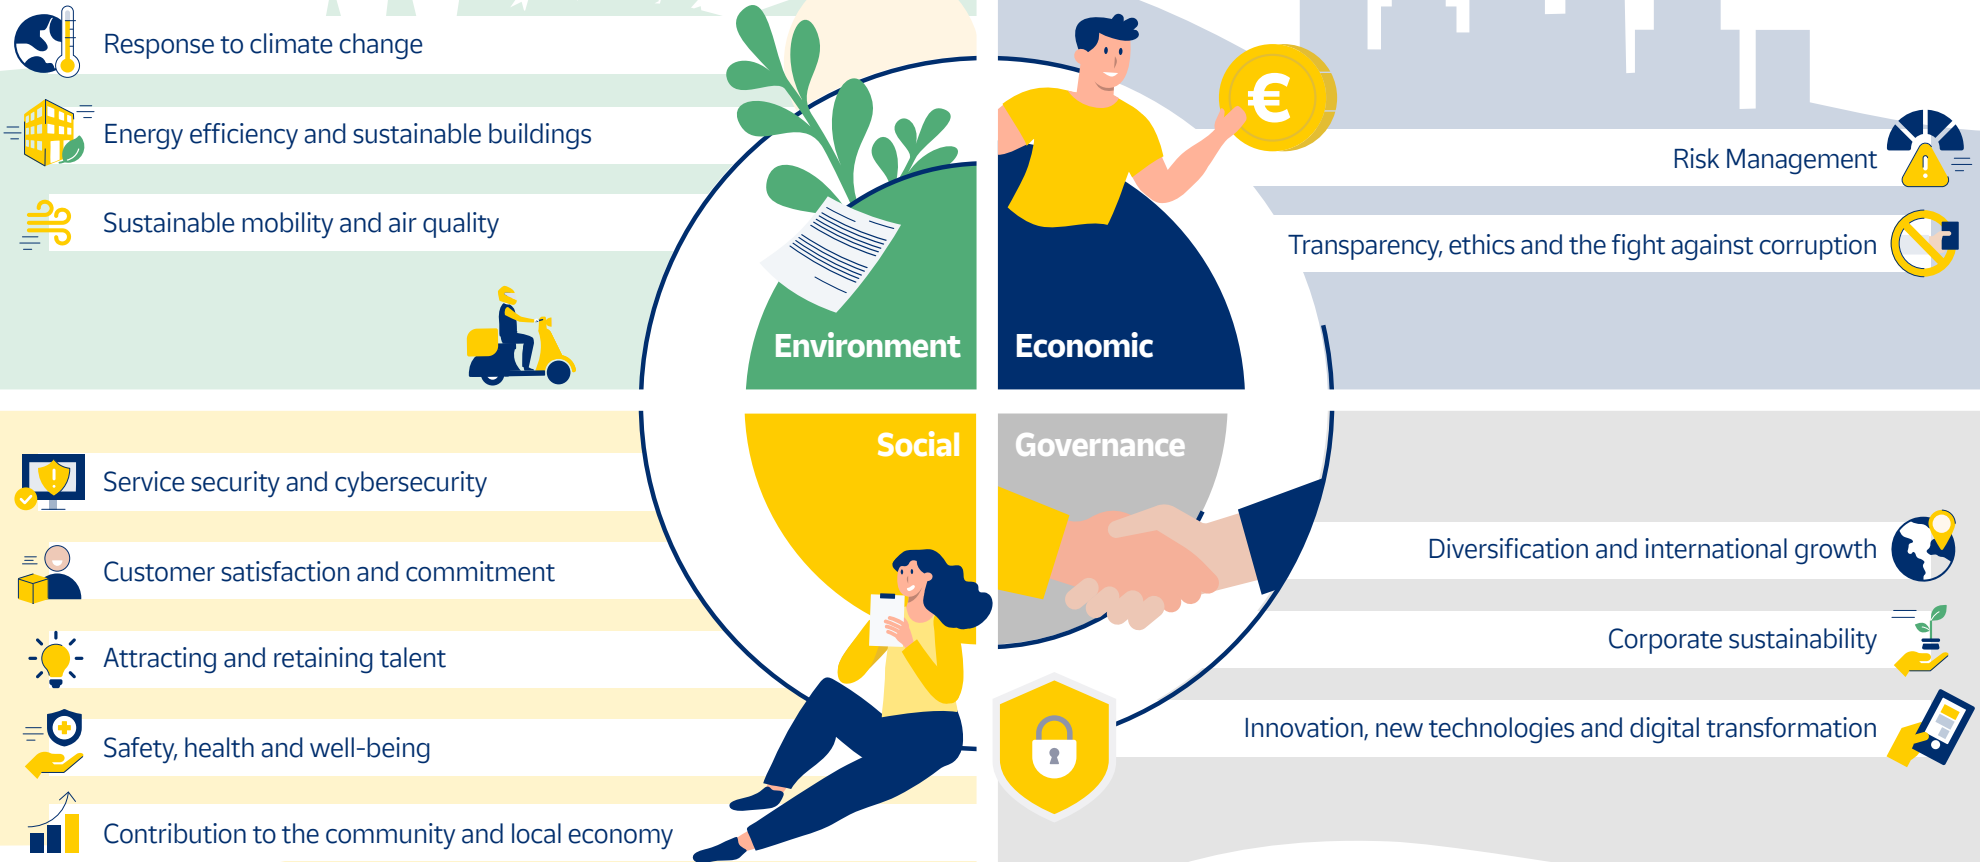 Response to climate change
Energy efficiency and sustainable buildings
Sustainable mobility and air quality
Environment
€
Risk Management
Transparency, ethics and the fight against corruption
Economic
Social
Service security and cybersecurity
Customer satisfaction and commitment
Attracting and retaining talent
Safety, health and well-being
Contribution to the community and local economy
Governance
Diversification and international growth
Corporate sustainability
Innovation, new technologies and digital transformation